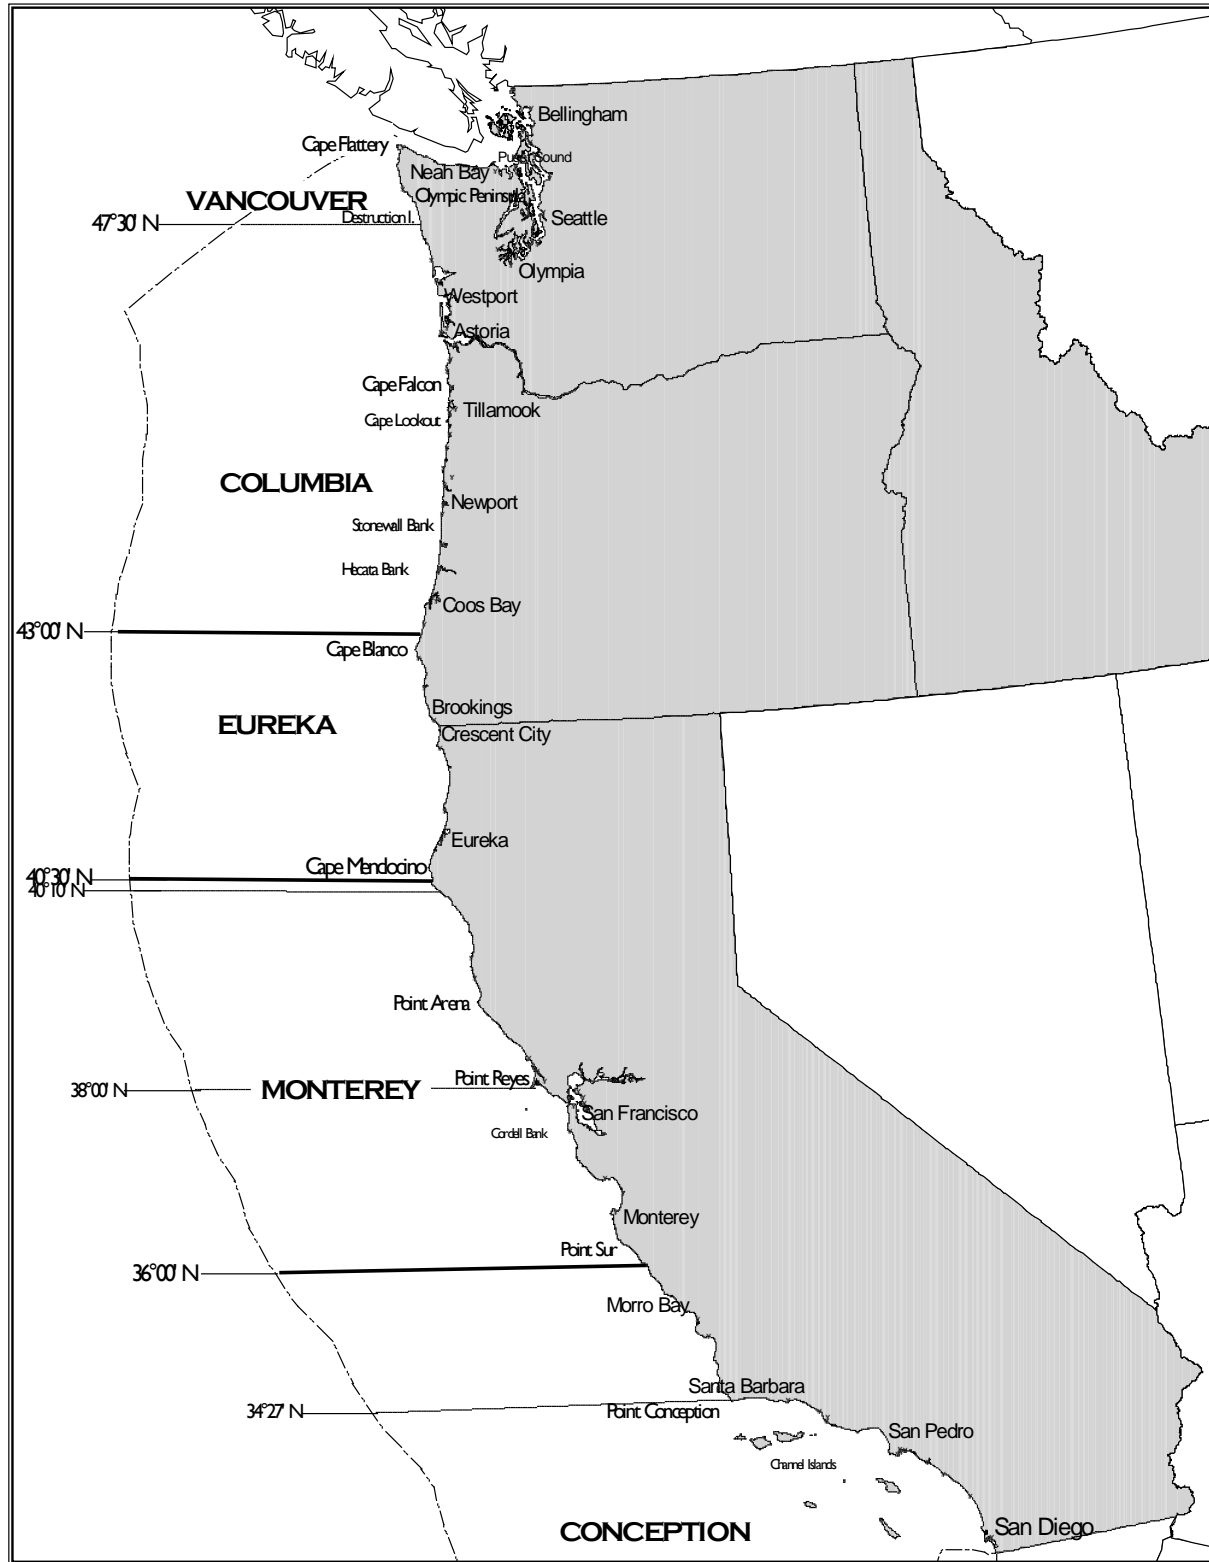 Bellingham
Cape Flattery
Puget Sound
Neah Bay
VANCOUVER
Olympic Peninsula
47°30' N
Destruction I.
Seattle
Olympia
Westport
Astoria
Cape Falcon
Tillamook
Cape Lookout
COLUMBIA
Newport
Stonewall Bank
Hecata Bank
Coos Bay
43°00' N
Cape Blanco
Brookings
EUREKA
Crescent City
Eureka
Cape Mendocino
40°30' N
40°10' N
Point Arena
Point Reyes
38°00' N
MONTEREY
San Francisco
Cordell Bank
Monterey
Point Sur
36°00' N
Morro Bay
Santa Barbara
34°27' N
Point Conception
San Pedro
Channel Islands
CONCEPTION
San Diego